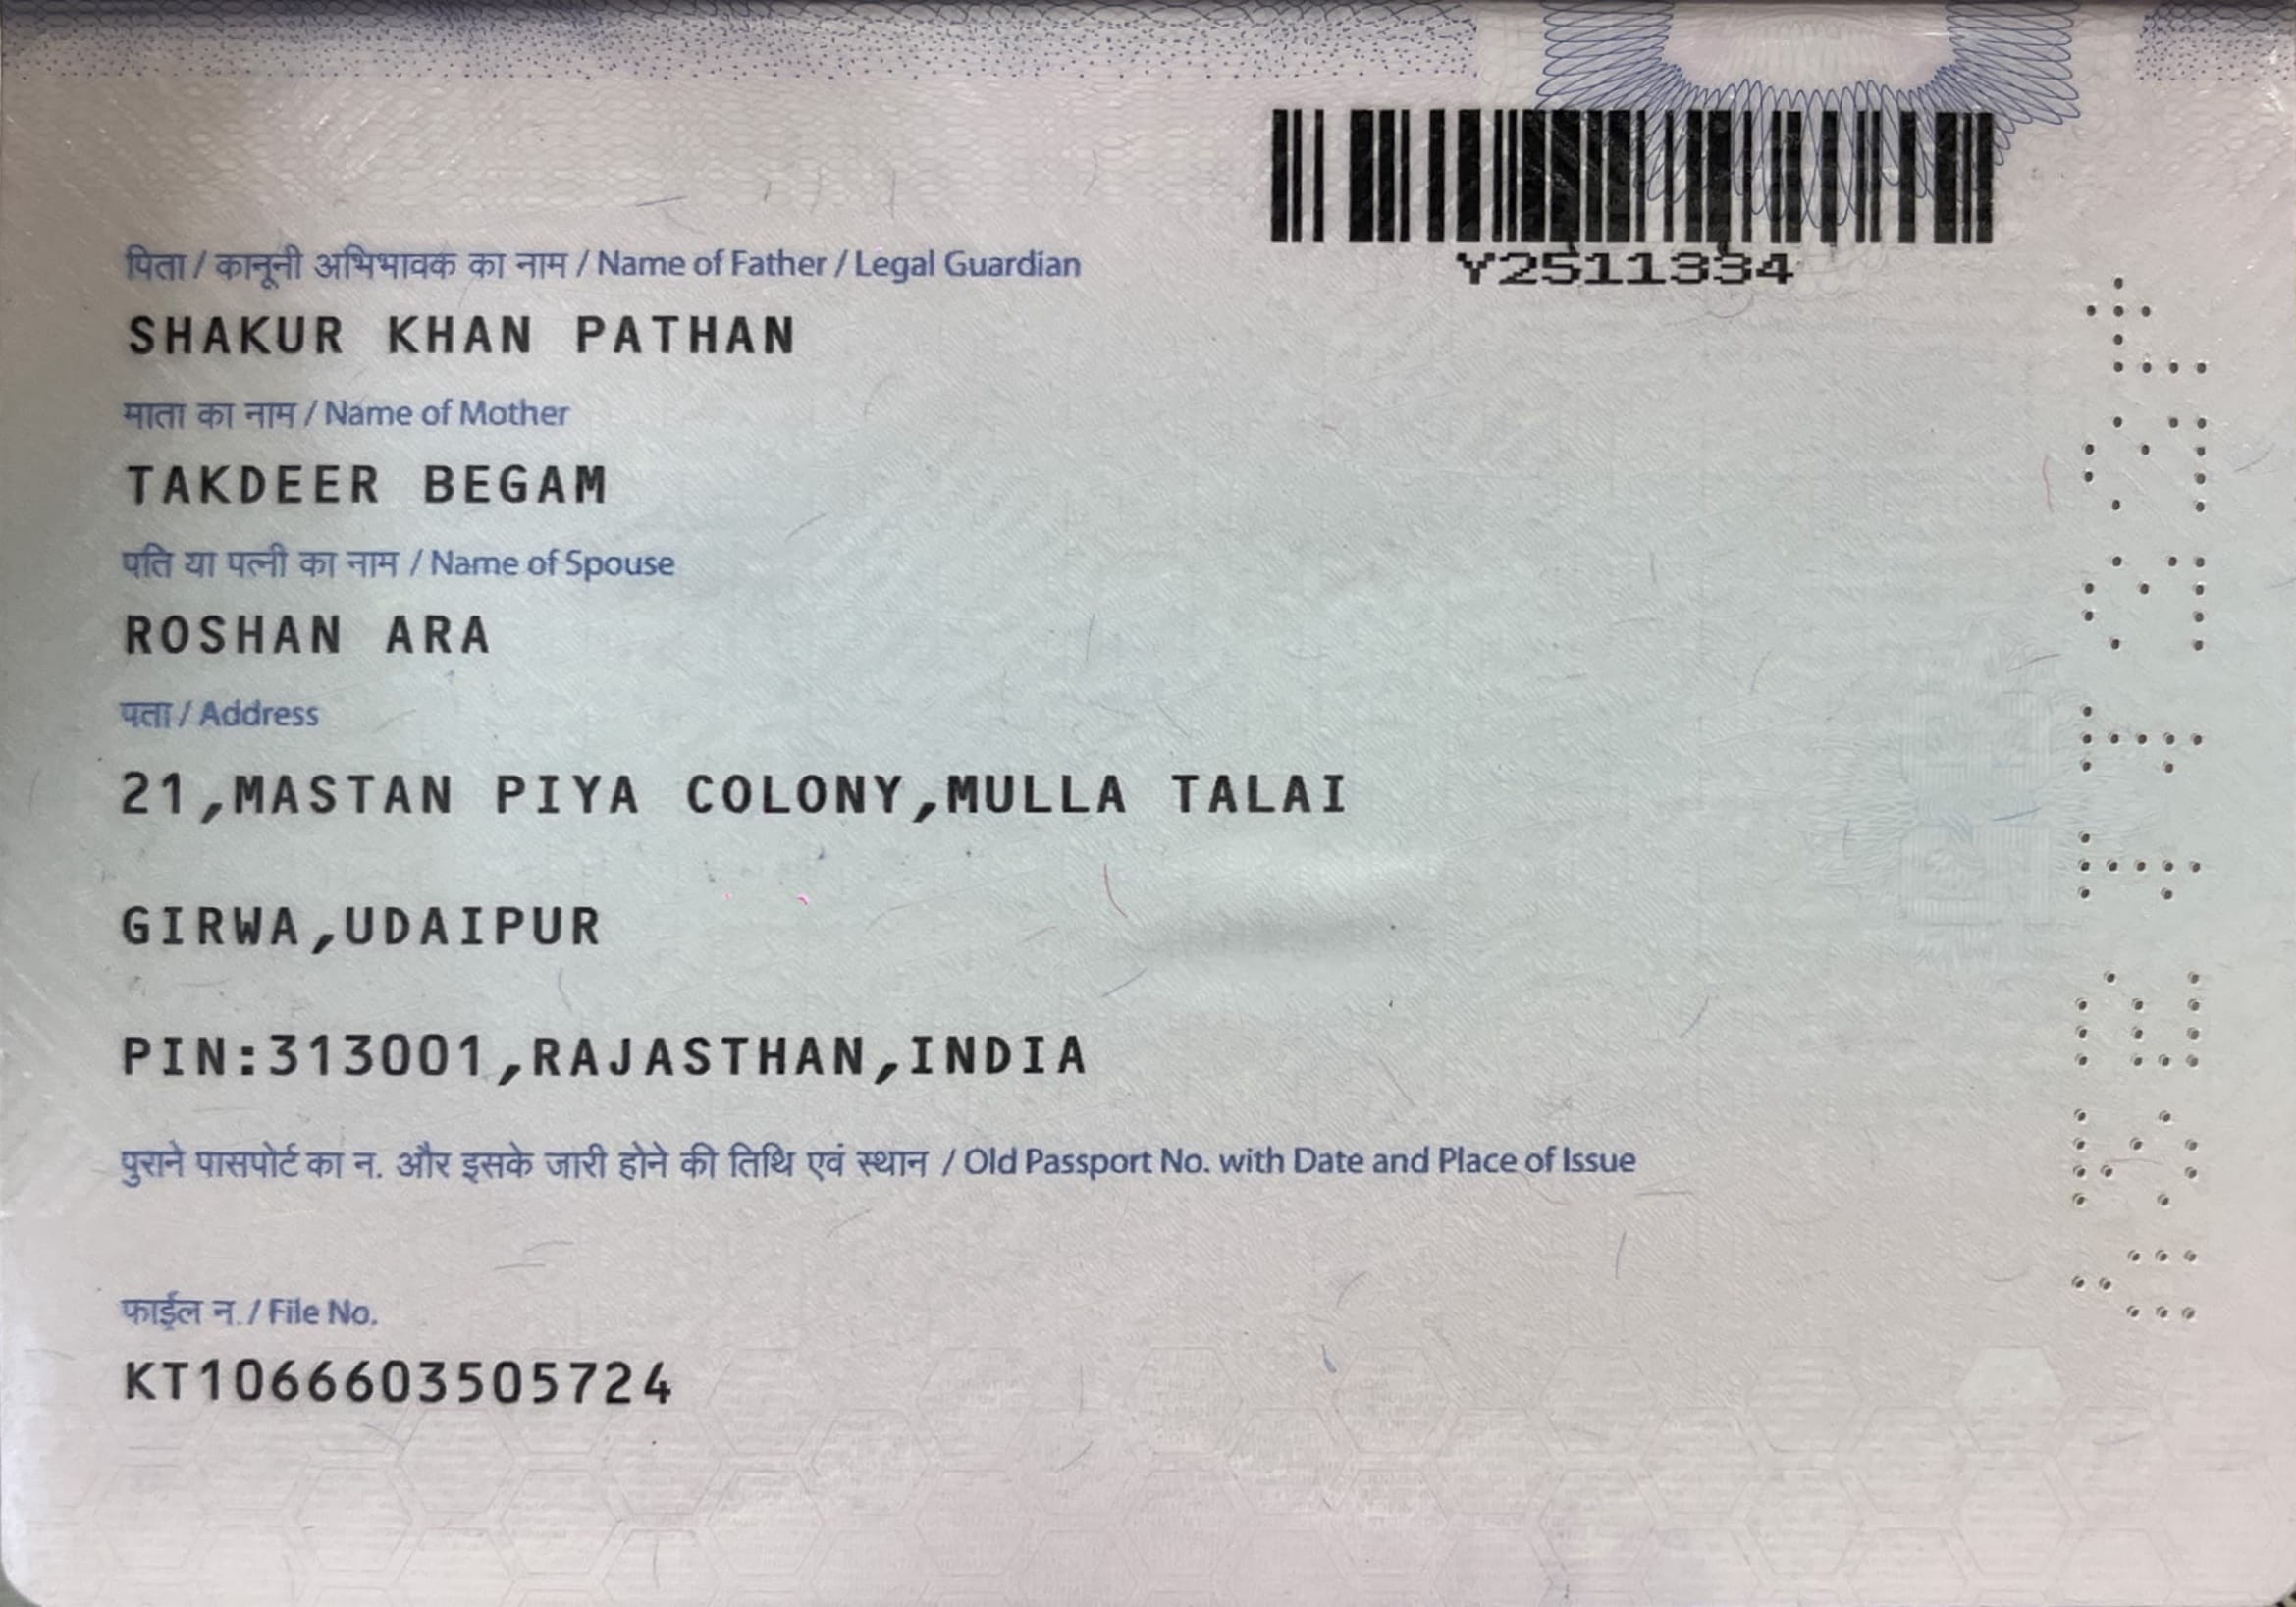 Y2511334
पिता / कानूनी अभिभावक का नाम / Name of Father / Legal Guardian
SHAKUR KHAN PATHAN
माता का नाम / Name of Mother
TAKDEER BEGAM
पति या पत्नी का नाम / Name of Spouse
ROSHAN ARA
पता / Address
21,MASTAN PIYA COLONY,MULLA TALAI
GIRWA,UDAIPUR
PIN:313001,RAJASTHAN,INDIA
पुराने पासपोर्ट का न. और इसके जारी होने की तिथि एवं स्थान / Old Passport No. with Date and Place of Issue
फाईल न. / File No.
KT1066603505724
Y2511334